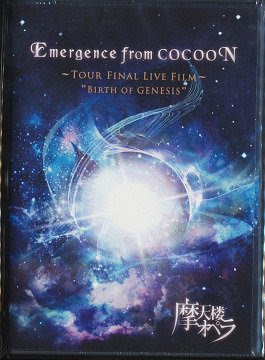 Emergence from COCOON
～TOUR FINAL LIVE FILM～
"BIRTH OF GENESIS"
摩天楼
オペラ